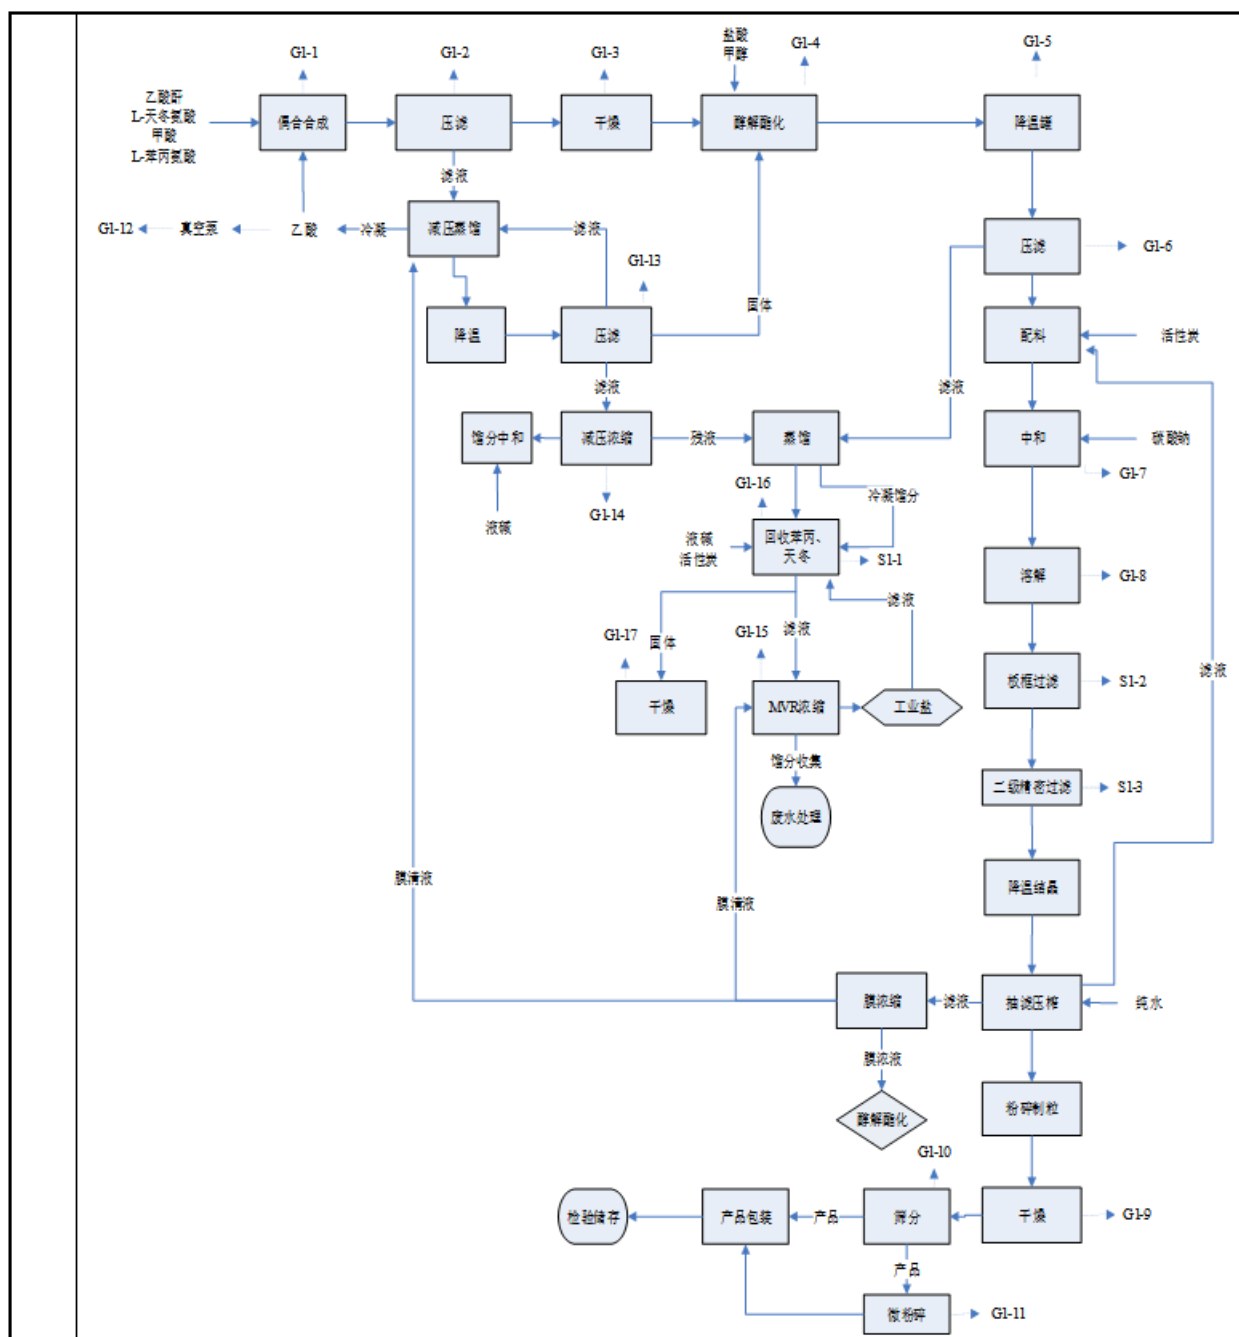 G1-1
G1-2
G1-3
盐酸
甲醇
G1-4
G1-5
乙酸酐
L-天冬氨酸
甲酸
L-苯丙氨酸
偶合合成
压滤
干燥
醇解酯化
降温罐
滤液
G1-12
真空泵
乙酸
冷凝
减压蒸馏
滤液
压滤
G1-6
G1-13
固体
降温
压滤
配料
活性炭
滤液
滤液
馏分中和
减压浓缩
残液
蒸馏
中和
碳酸钠
G1-7
G1-16
冷凝馏分
液碱
G1-14
液碱
活性炭
回收苯丙、
天冬
S1-1
溶解
G1-8
滤液
滤液
G1-17
固体
G1-15
板框过滤
S1-2
滤液
干燥
MVR浓缩
工业盐
馏分收集
二级精密过滤
S1-3
废水处理
膜清液
降温结晶
膜清液
膜浓缩
滤液
抽滤压榨
纯水
膜浓液
醇解酯化
粉碎制粒
G1-10
检验储存
产品包装
产品
筛分
干燥
G1-9
产品
微粉碎
G1-11